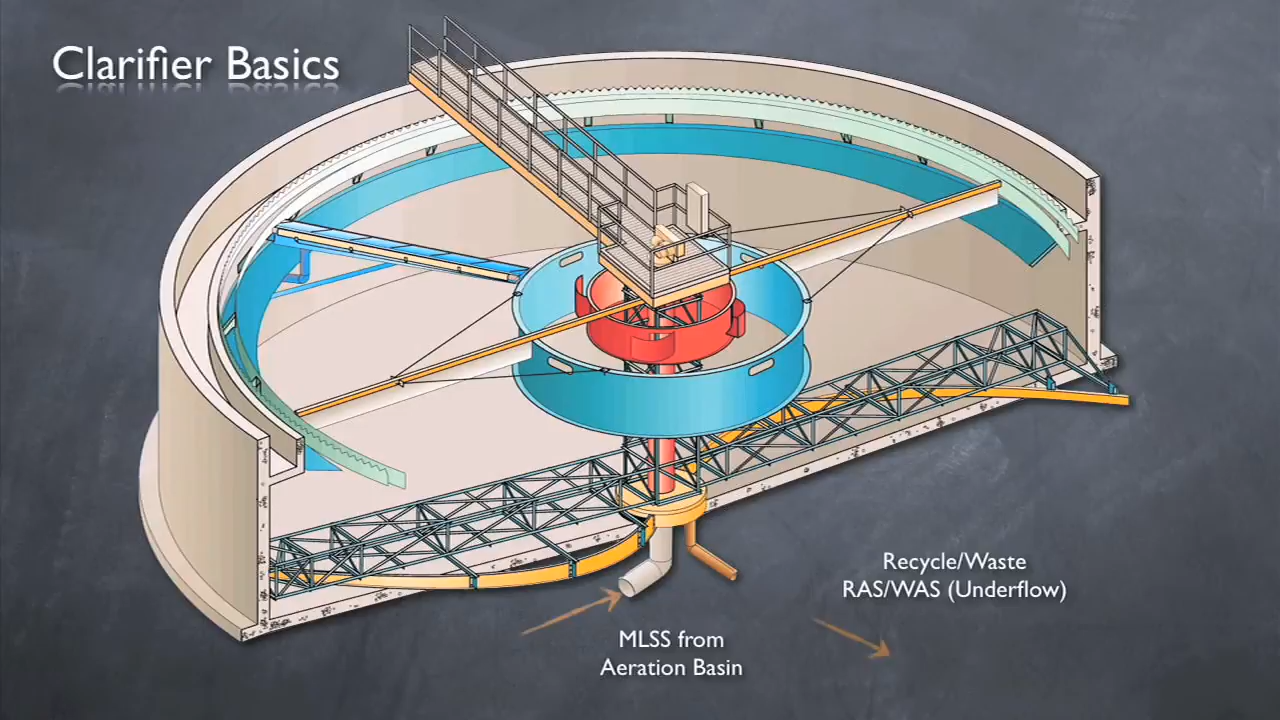 Clarifier Basics
Recycle/Waste
RAS/WAS (Underflow)
MLSS from
Aeration Basin